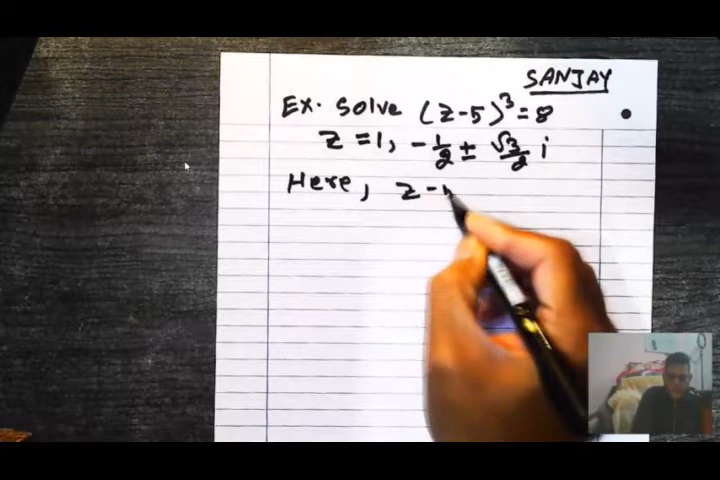 SANJAY
Ex. Solve (z-5)³=8
z=1, -1/2 ± √3/2 i
Here, z-